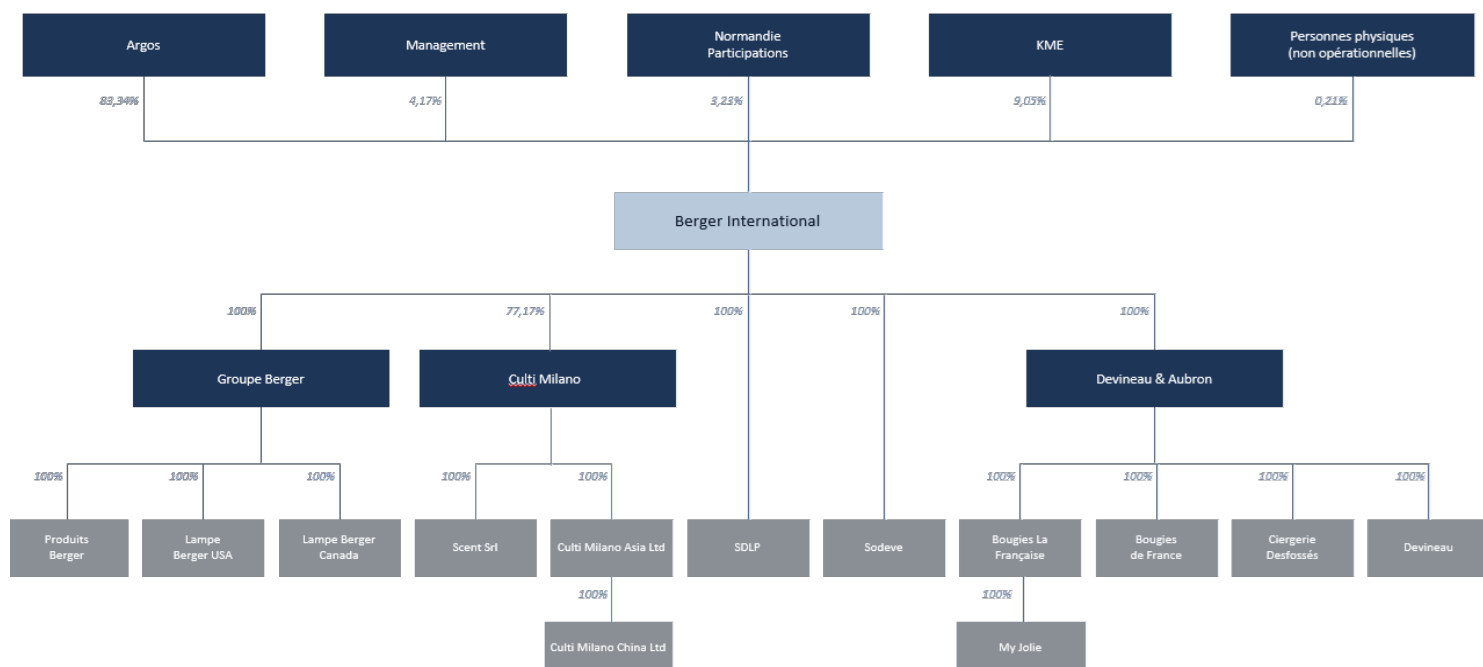 Argos
Management
Normandie
Participations
KME
Personnes physiques
(non opérationnelles)
83,34%
4,17%
3,23%
9,05%
0,21%
Berger International
100%
77,17%
100%
100%
100%
Groupe Berger
Culti Milano
Devineau & Aubron
100%
100%
100%
100%
100%
100%
100%
100%
100%
Produits
Berger
Lampe
Berger USA
Lampe Berger
Canada
Scent Srl
Culti Milano Asia Ltd
SDLP
Sodeve
Bougies La
Française
Bougies
de France
Ciergerie
Desfossés
Devineau
100%
100%
Culti Milano China Ltd
My Jolie